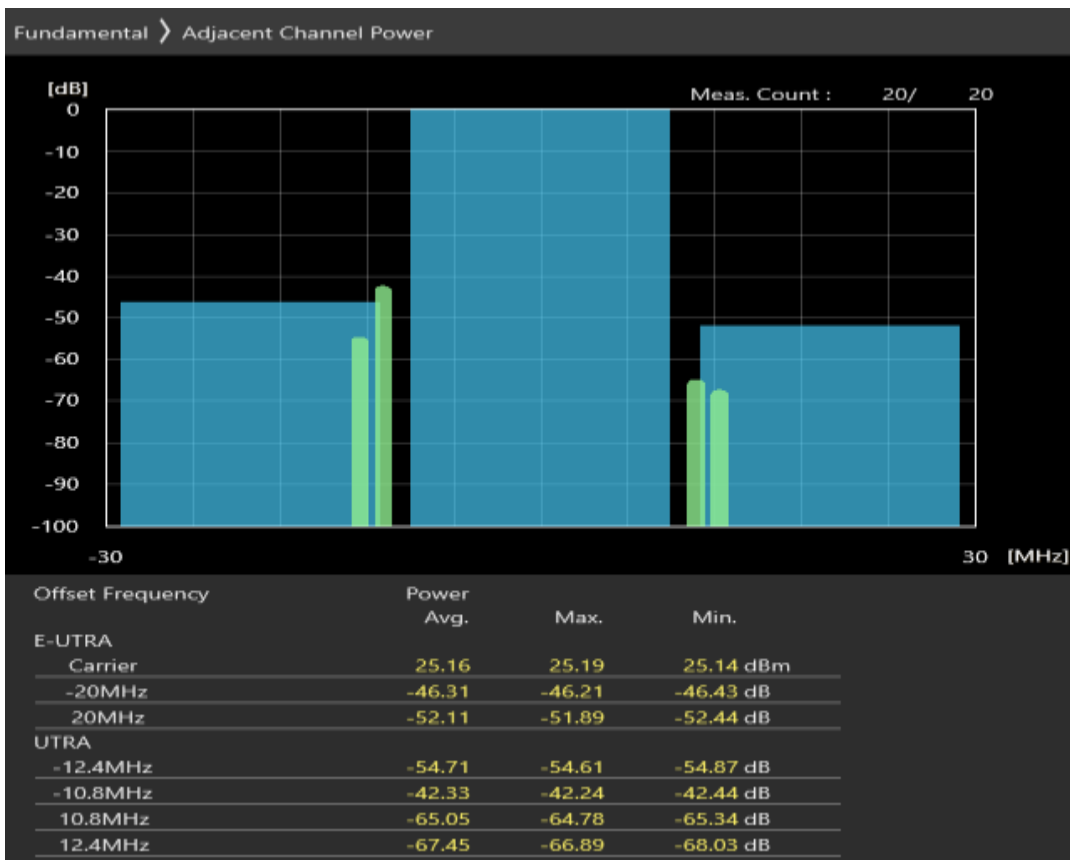 Fundamental ❯ Adjacent Channel Power
[dB]
Meas. Count : 20/ 20
0
-10
-20
-30
-40
-50
-60
-70
-80
-90
-100
-30 30 [MHz]
Offset Frequency Power
Avg. Max. Min.
E-UTRA
Carrier 25.16 25.19 25.14 dBm
-20MHz -46.31 -46.21 -46.43 dB
20MHz -52.11 -51.89 -52.44 dB
UTRA
-12.4MHz -54.71 -54.61 -54.87 dB
-10.8MHz -42.33 -42.24 -42.44 dB
10.8MHz -65.05 -64.78 -65.34 dB
12.4MHz -67.45 -66.89 -68.03 dB